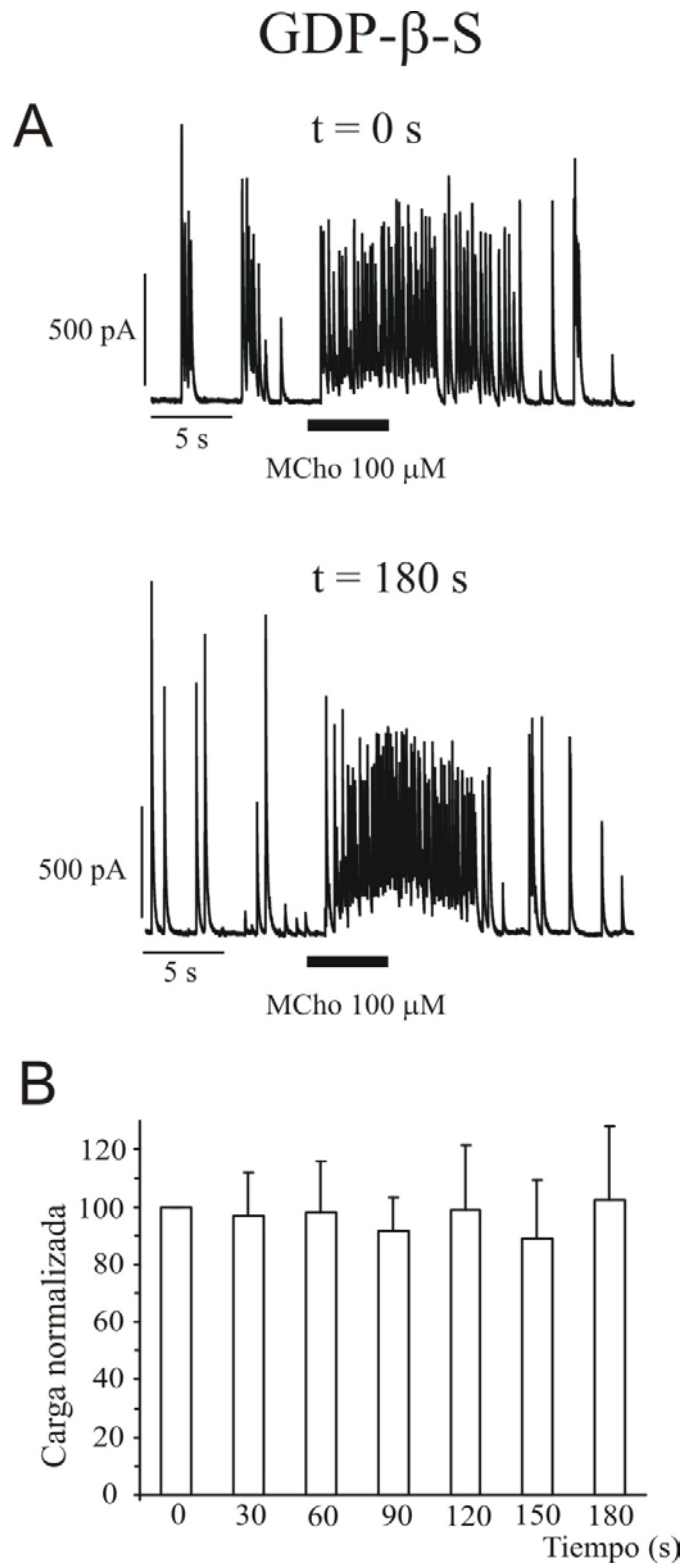 GDP-β-S
A
t = 0 s
500 pA
5 s
MCho 100 μM
t = 180 s
500 pA
5 s
MCho 100 μM
B
Carga normalizada
120
100
80
60
40
20
0
0 30 60 90 120 150 180
Tiempo (s)